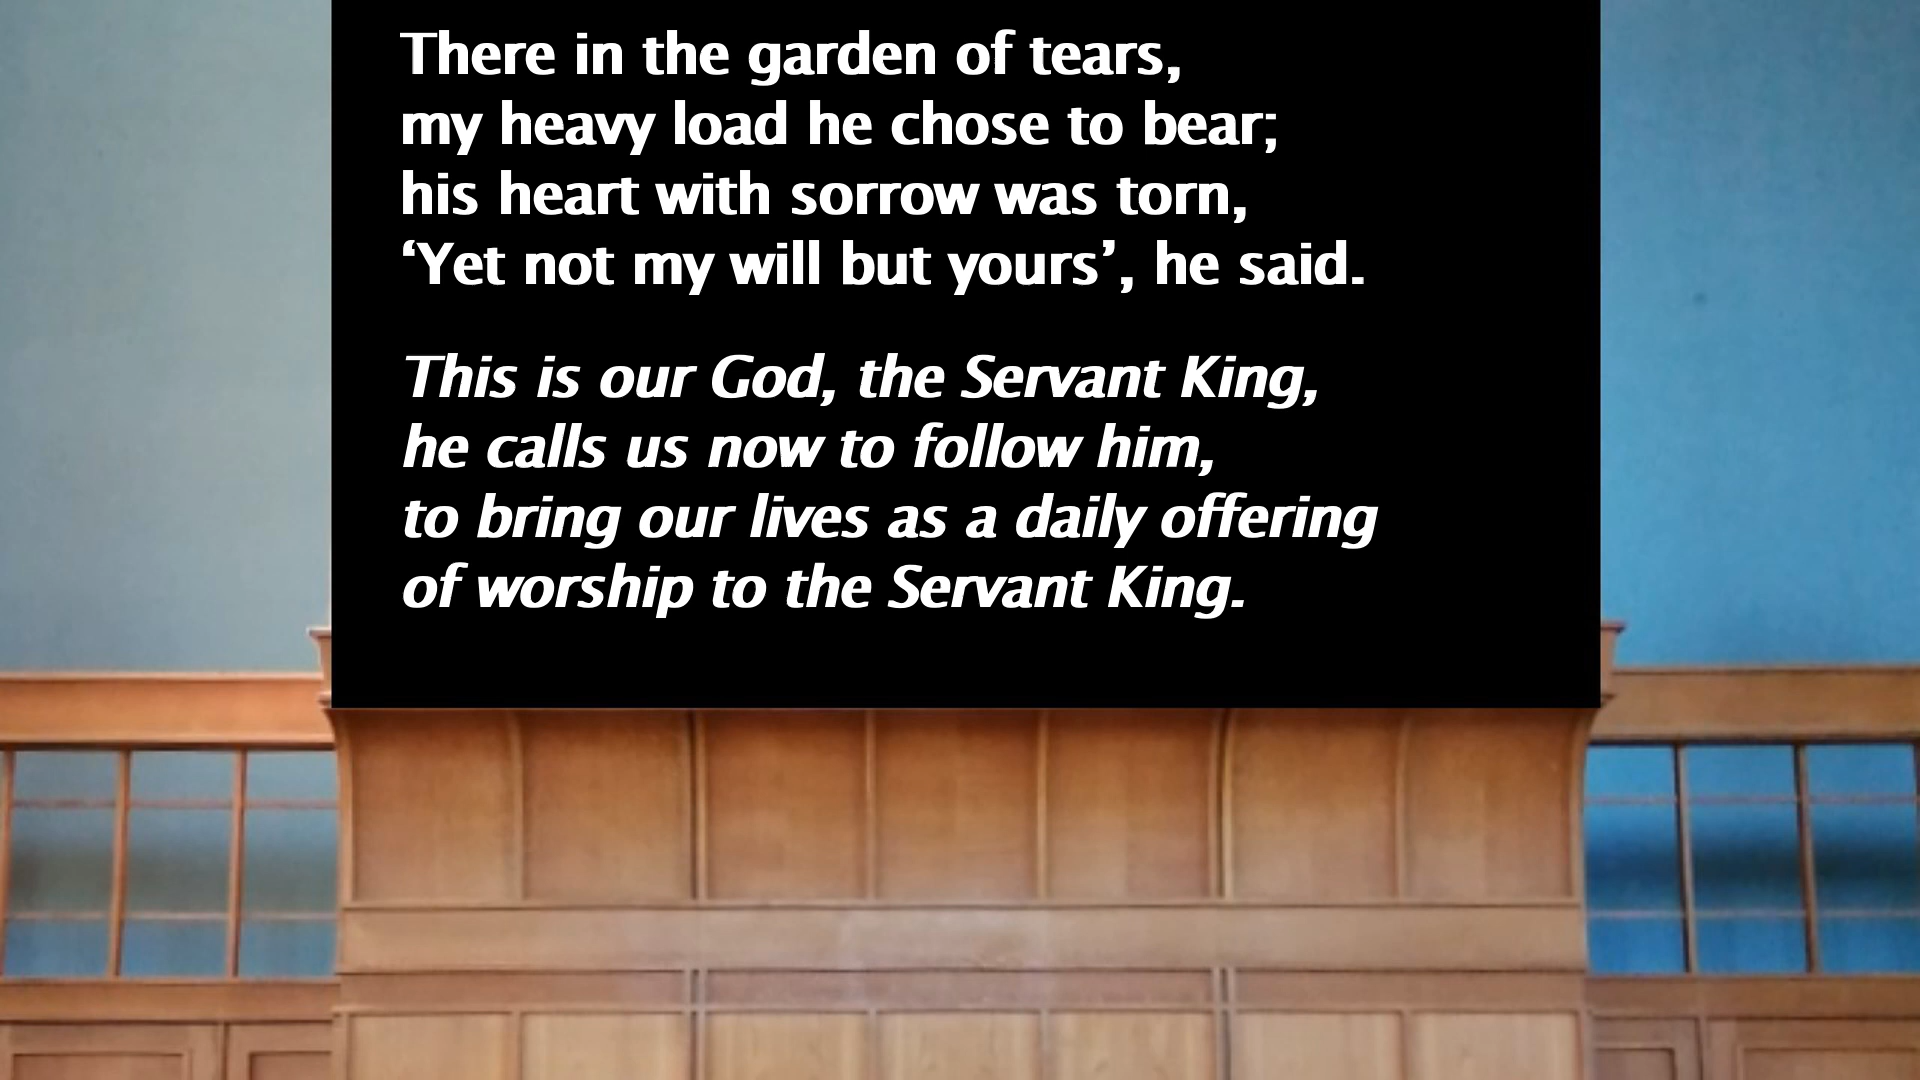 There in the garden of tears,
my heavy load he chose to bear;
his heart with sorrow was torn,
‘Yet not my will but yours’, he said.
This is our God, the Servant King,
he calls us now to follow him,
to bring our lives as a daily offering
of worship to the Servant King.